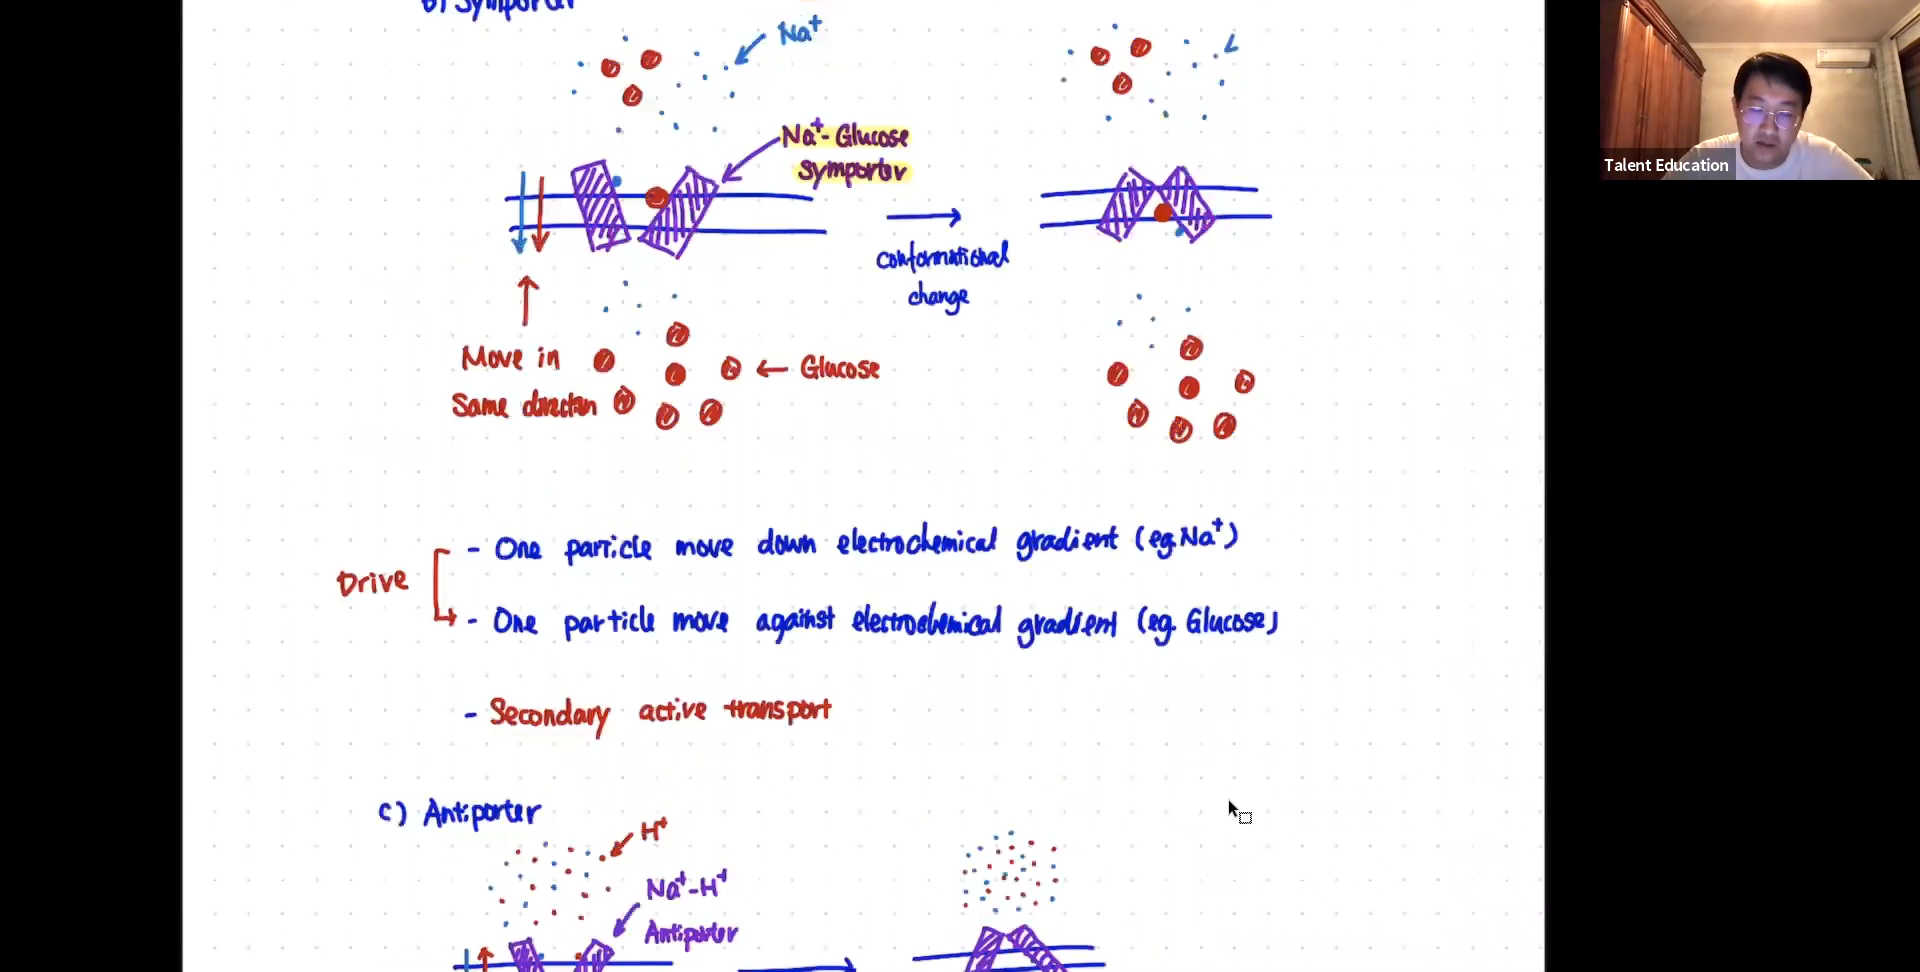 b) Symporter
Na⁺
Na⁺-Glucose
Symporter
conformational
change
Move in
Same direction
Glucose
Drive
- One particle move down electrochemical gradient (eg. Na⁺)
- One particle move against electrochemical gradient (eg. Glucose)
- Secondary active transport
c) Antiporter
H⁺
Na⁺-H⁺
Antiporter
Talent Education